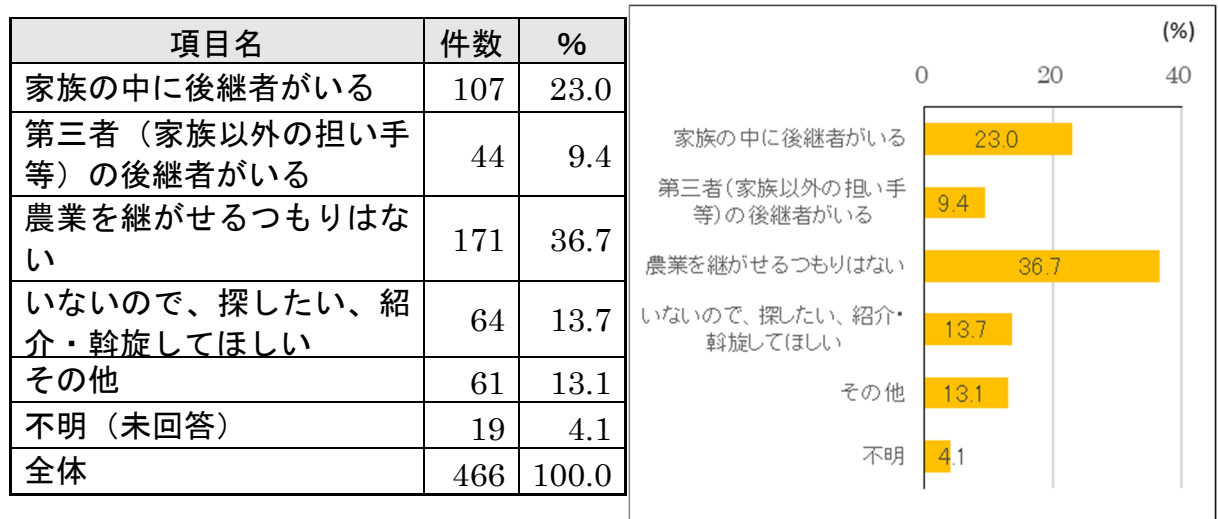 項目名 件数 %
家族の中に後継者がいる 107 23.0
第三者（家族以外の担い手
等）の後継者がいる 44 9.4
農業を継がせるつもりはな
い 171 36.7
いないので、探したい、紹
介・斡旋してほしい 64 13.7
その他 61 13.1
不明（未回答） 19 4.1
全体 466 100.0
(%)
0 20 40
家族の中に後継者がいる 23.0
第三者(家族以外の担い手
等)の後継者がいる 9.4
農業を継がせるつもりはない 36.7
いないので、探したい、紹介・
斡旋してほしい 13.7
その他 13.1
不明 4.1